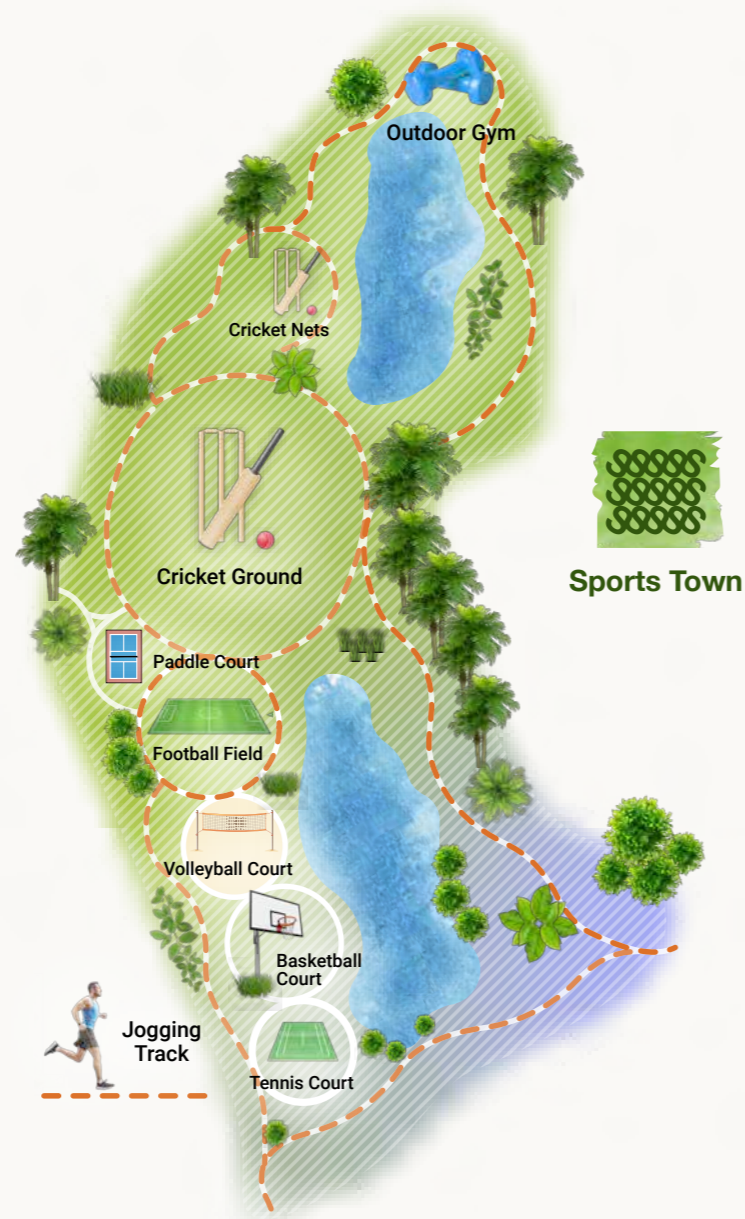 Outdoor Gym
Cricket Nets
Cricket Ground
Sports Town
Paddle Court
Football Field
Volleyball Court
Basketball
Court
Jogging
Track
Tennis Court